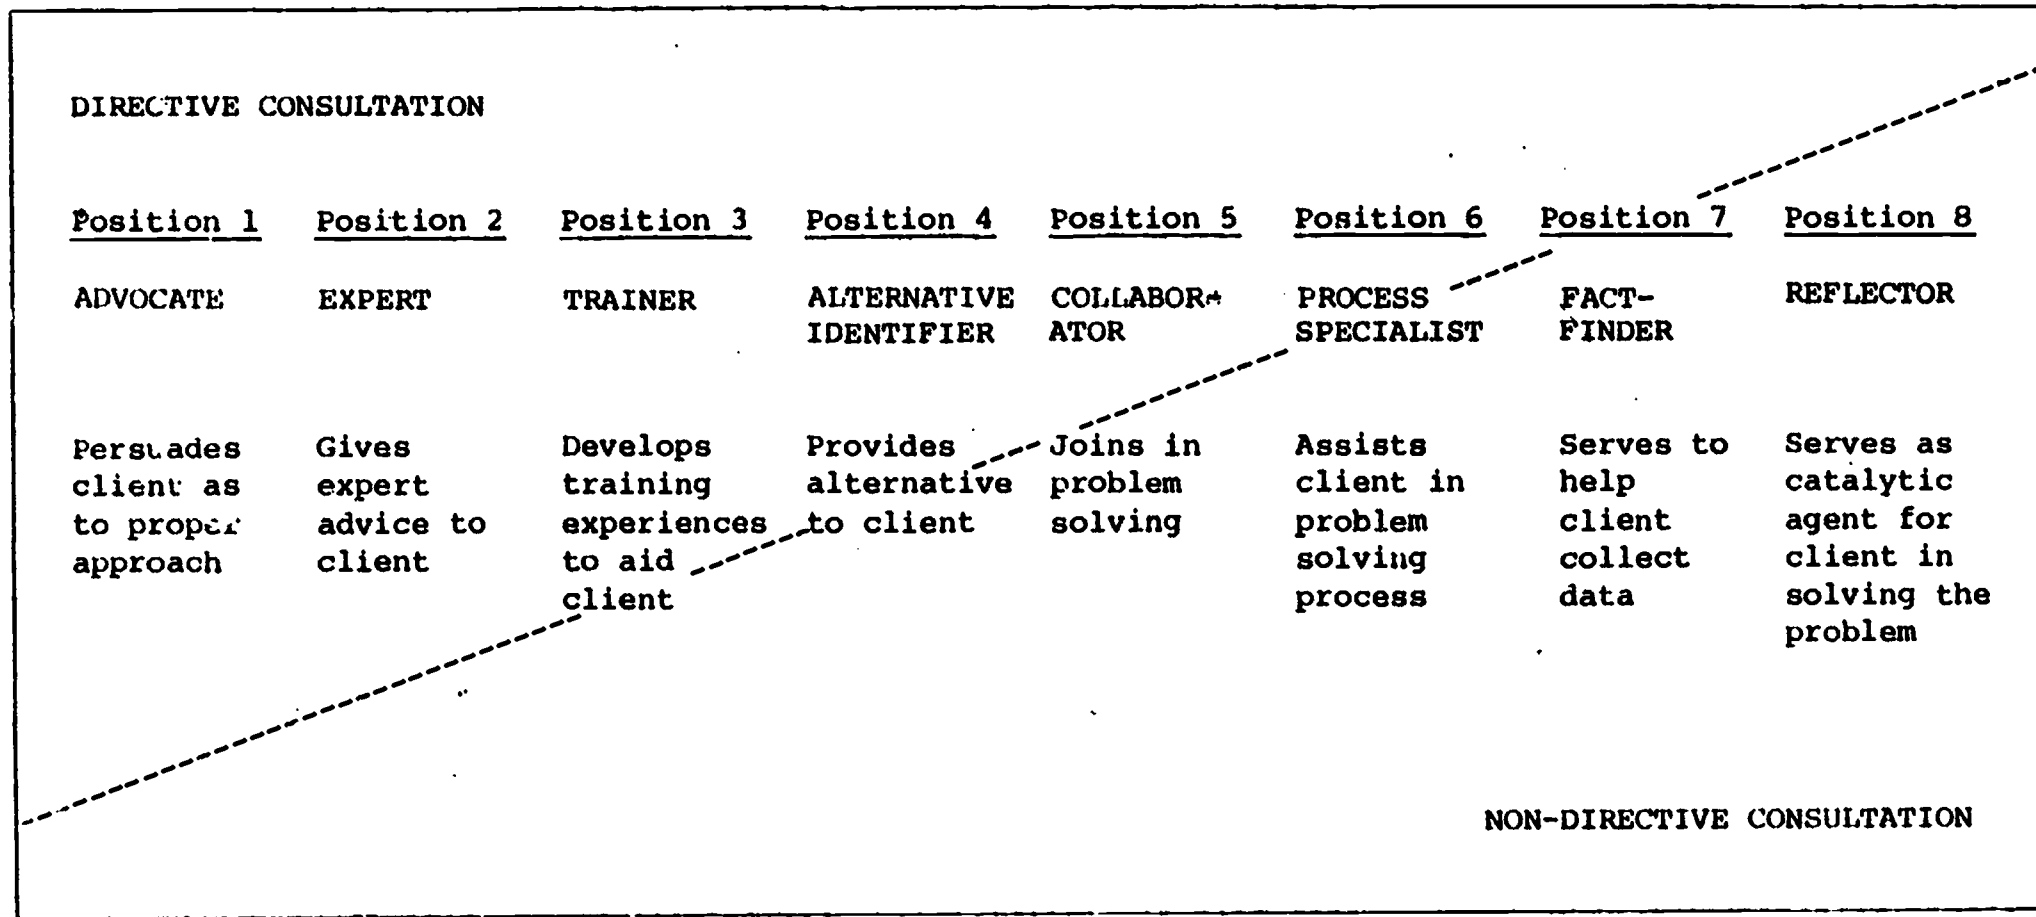 DIRECTIVE CONSULTATION
Position 1 Position 2 Position 3 Position 4 Position 5 Position 6 Position 7 Position 8
ADVOCATE EXPERT TRAINER ALTERNATIVE COLLABOR- PROCESS FACT- REFLECTOR
IDENTIFIER ATOR SPECIALIST FINDER
Persuades Gives Develops Provides Joins in Assists Serves to Serves as
client as expert training alternative problem client in help catalytic
to proper advice to experiences to client solving problem client agent for
approach client to aid solving collect client in
client process data solving the
problem
NON-DIRECTIVE CONSULTATION